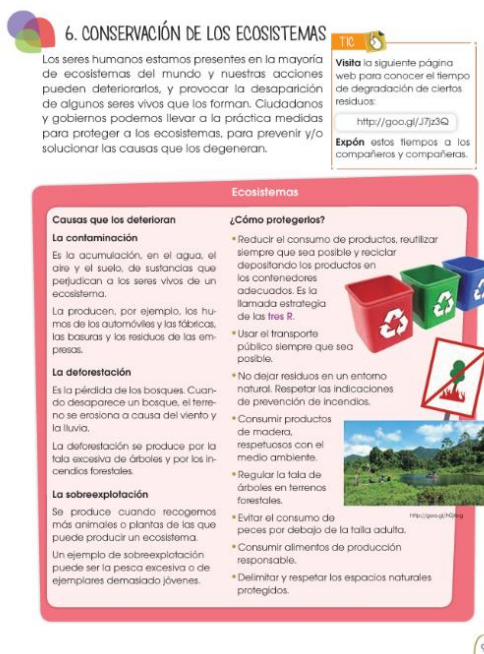 6. CONSERVACIÓN DE LOS ECOSISTEMAS
Los seres humanos estamos presentes en la mayoría
de ecosistemas del mundo y nuestras acciones
pueden deteriorarlos, y provocar la desaparición
de algunos seres vivos que los forman. Ciudadanos
y gobiernos podemos llevar a la práctica medidas
para proteger a los ecosistemas, para prevenir y/o
solucionar las causas que los degeneran.
TIC
Visita la siguiente página
web para conocer el tiempo
de degradación de ciertos
residuos:
http://goo.gl/J7jz3Q
Expón estos tiempos a los
compañeros y compañeras.
Ecosistemas
Causas que los deterioran
La contaminación
Es la acumulación, en el agua, el
aire y el suelo, de sustancias que
perjudican a los seres vivos de un
ecosistema.
La producen, por ejemplo, los hu-
mos de los automóviles y las fábricas,
las basuras y los residuos de las em-
presas.
La deforestación
Es la pérdida de los bosques. Cuan-
do desaparece un bosque, el terre-
no se erosiona a causa del viento y
la lluvia.
La deforestación se produce por la
tala excesiva de árboles y por los in-
cendios forestales.
La sobreexplotación
Se produce cuando recogemos
más animales o plantas de las que
puede producir un ecosistema.
Un ejemplo de sobreexplotación
puede ser la pesca excesiva o de
ejemplares demasiado jóvenes.
¿Cómo protegerlos?
• Reducir el consumo de productos, reutilizar
siempre que sea posible y reciclar
depositando los productos en
los contenedores
adecuados. Es la
llamada estrategia
de las tres R.
• Usar el transporte
público siempre que sea
posible.
• No dejar residuos en un entorno
natural. Respetar las indicaciones
de prevención de incendios.
• Consumir productos
de madera,
respetuosos con el
medio ambiente.
• Regular la tala de
árboles en terrenos
forestales.
• Evitar el consumo de
peces por debajo de la talla adulta.
• Consumir alimentos de producción
responsable.
• Delimitar y respetar los espacios naturales
protegidos.